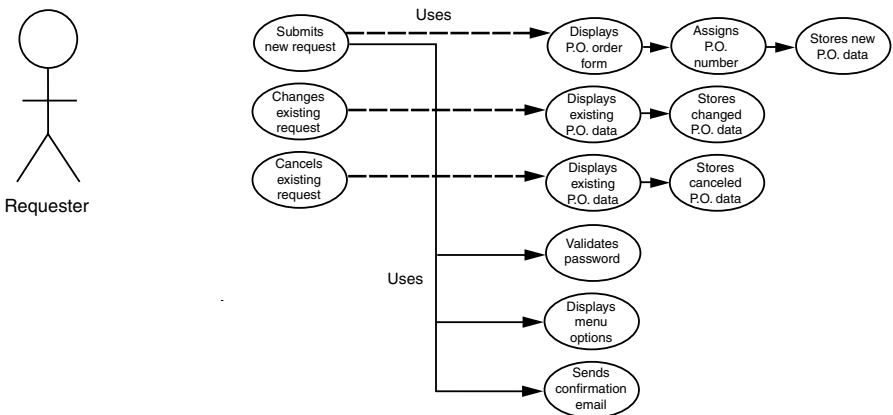 Uses
Submits
new request
Displays
P.O. order
form
Assigns
P.O.
number
Stores new
P.O. data
Changes
existing
request
Displays
existing
P.O. data
Stores
changed
P.O. data
Cancels
existing
request
Displays
existing
P.O. data
Stores
canceled
P.O. data
Requester
Validates
password
Uses
Displays
menu
options
Sends
confirmation
email